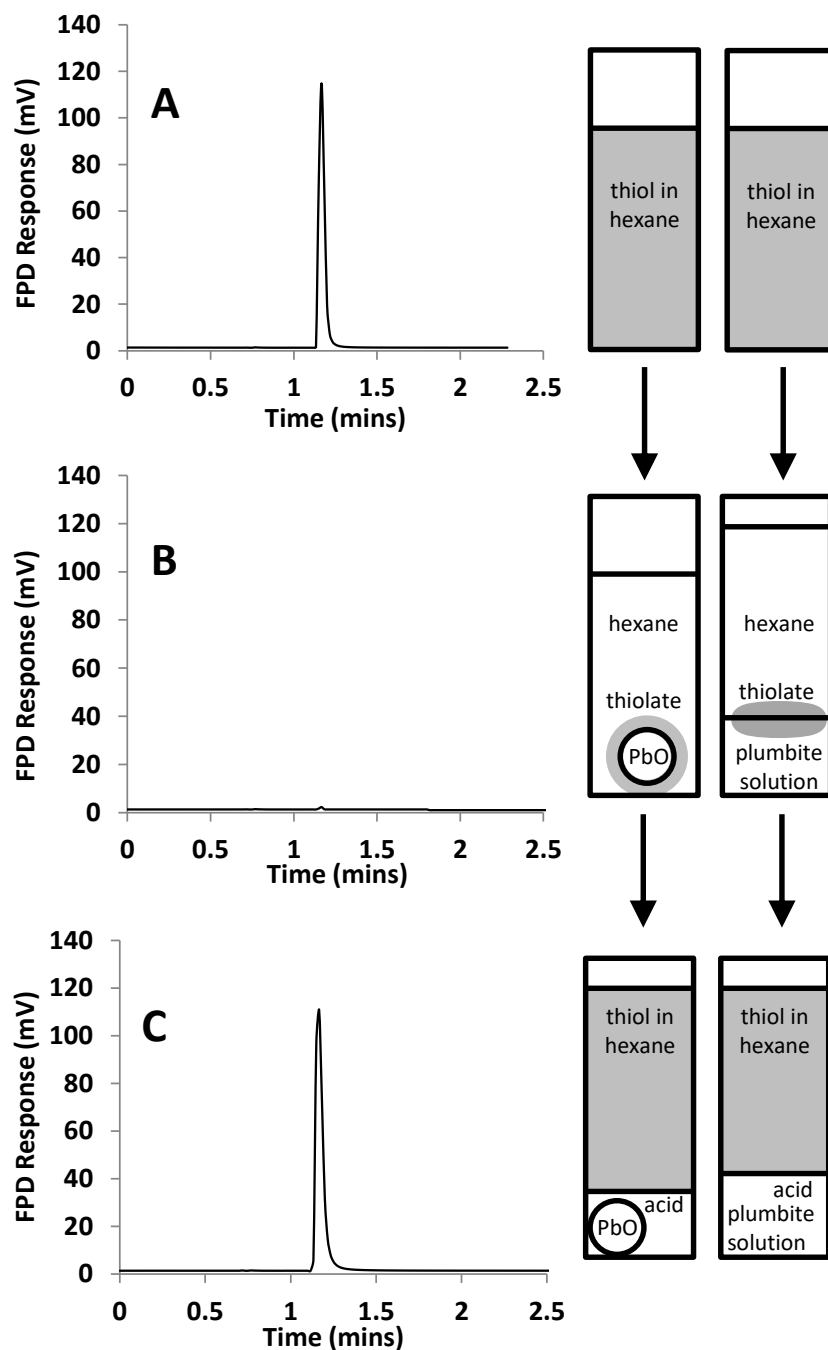 A
FPD Response (mV)
140
120
100
80
60
40
20
0
0 0.5 1 1.5 2 2.5
Time (mins)
thiol in
hexane
thiol in
hexane
B
FPD Response (mV)
140
120
100
80
60
40
20
0
0 0.5 1 1.5 2 2.5
Time (mins)
hexane
thiolate
PbO
hexane
thiolate
plumbite
solution
C
FPD Response (mV)
140
120
100
80
60
40
20
0
0 0.5 1 1.5 2 2.5
Time (mins)
thiol in
hexane
acid
PbO
thiol in
hexane
acid
plumbite
solution